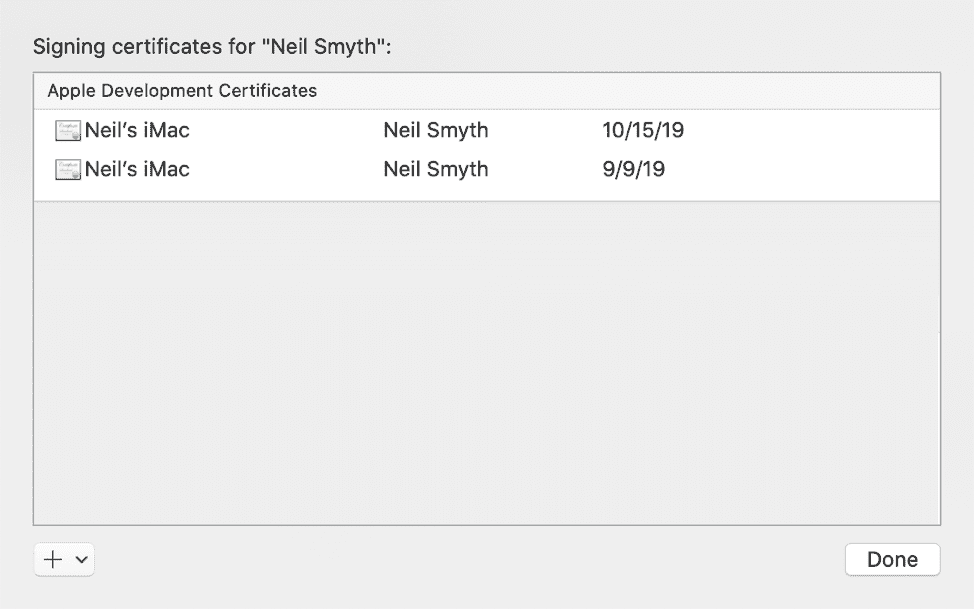 Signing certificates for "Neil Smyth":
Apple Development Certificates
Neil’s iMac Neil Smyth 10/15/19
Neil’s iMac Neil Smyth 9/9/19
Done